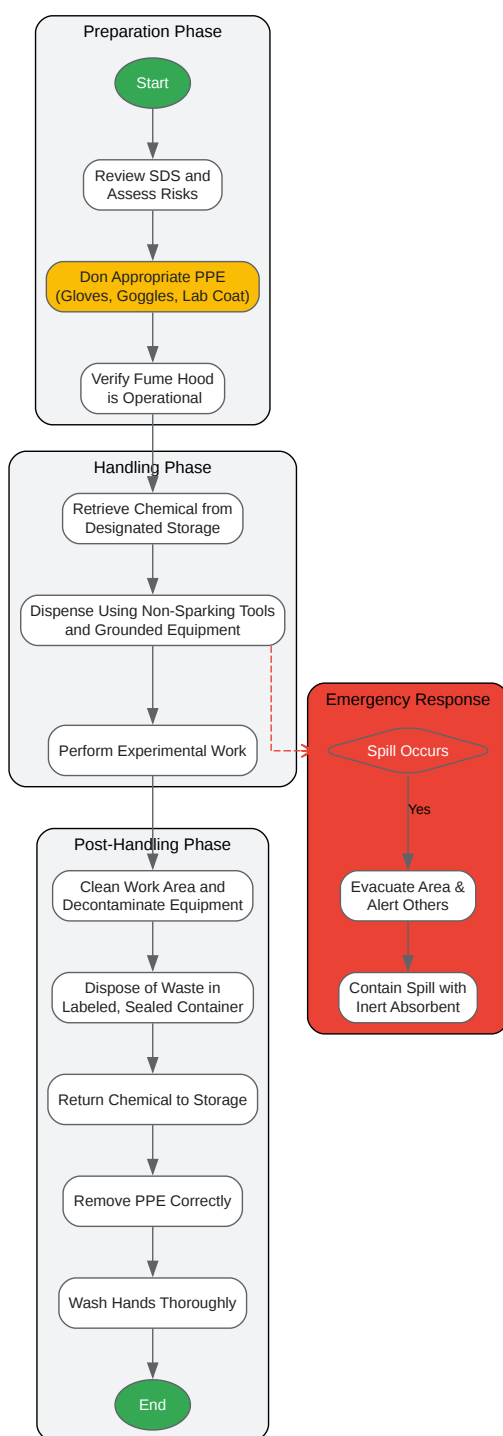 Preparation Phase
Start
Review SDS and
Assess Risks
Don Appropriate PPE
(Gloves, Goggles, Lab Coat)
Verify Fume Hood
is Operational
Handling Phase
Retrieve Chemical from
Designated Storage
Dispense Using Non-Sparking Tools
and Grounded Equipment
Perform Experimental Work
Emergency Response
Spill Occurs
Yes
Evacuate Area &
Alert Others
Contain Spill with
Inert Absorbent
Post-Handling Phase
Clean Work Area and
Decontaminate Equipment
Dispose of Waste in
Labeled, Sealed Container
Return Chemical to Storage
Remove PPE Correctly
Wash Hands Thoroughly
End